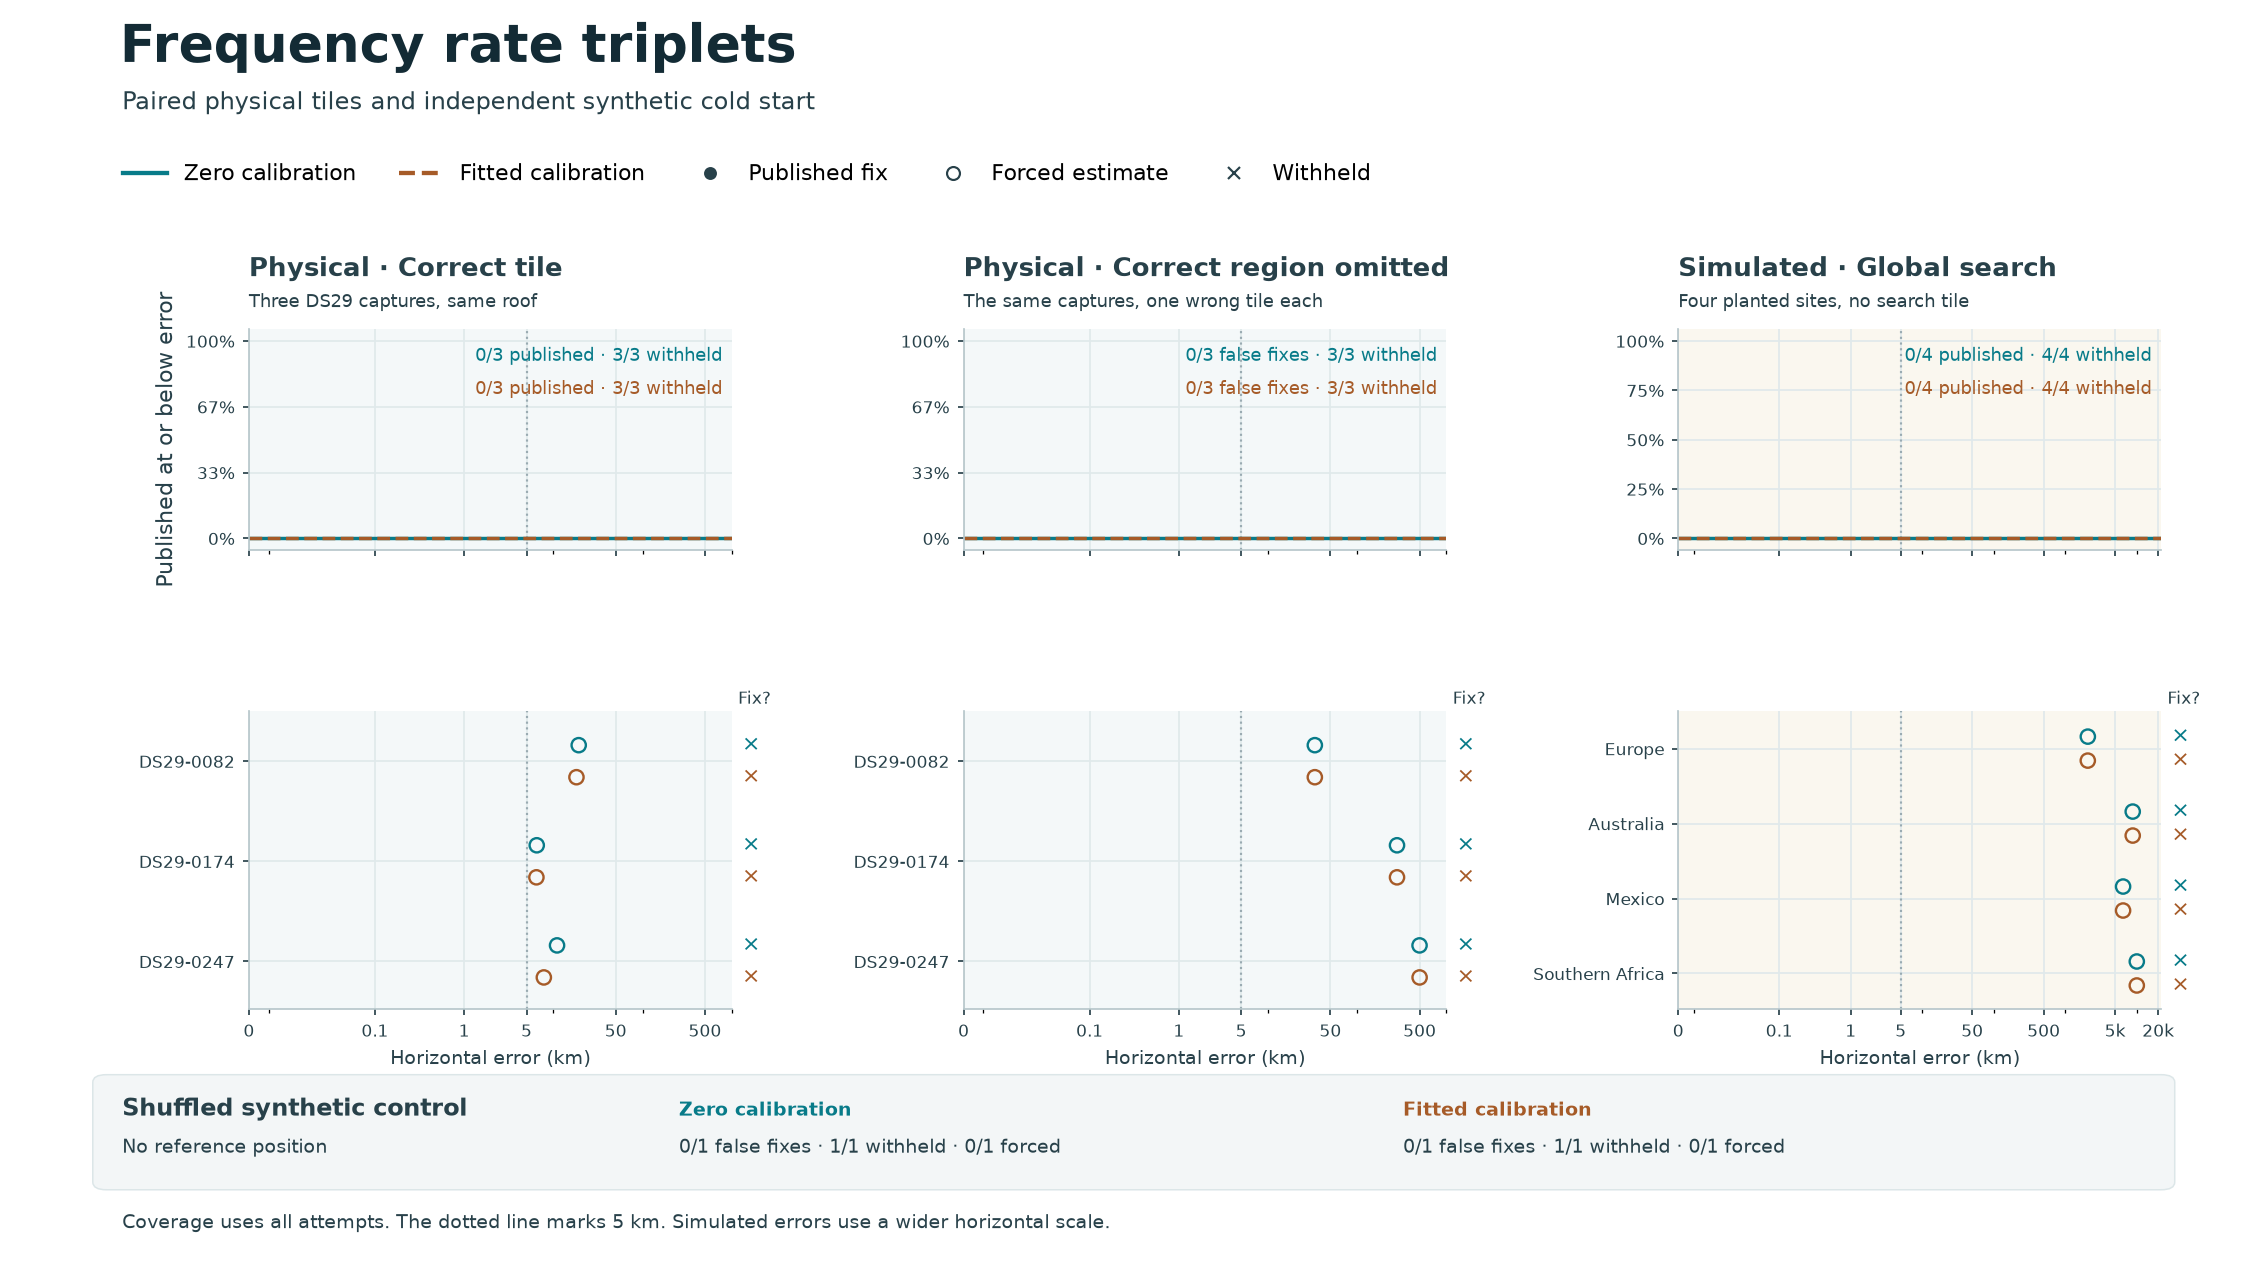 Frequency rate triplets
Paired physical tiles and independent synthetic cold start
Zero calibration
Fitted calibration
Published fix
Forced estimate
Withheld
Physical · Correct tile
Three DS29 captures, same roof
Published at or below error
100%
67%
33%
0%
0/3 published · 3/3 withheld
0/3 published · 3/3 withheld
Physical · Correct region omitted
The same captures, one wrong tile each
100%
67%
33%
0%
0/3 false fixes · 3/3 withheld
0/3 false fixes · 3/3 withheld
Simulated · Global search
Four planted sites, no search tile
100%
75%
50%
25%
0%
0/4 published · 4/4 withheld
0/4 published · 4/4 withheld
Fix?
DS29-0082
DS29-0174
DS29-0247
0 0.1 1 5 50 500
Horizontal error (km)
Fix?
DS29-0082
DS29-0174
DS29-0247
0 0.1 1 5 50 500
Horizontal error (km)
Fix?
Europe
Australia
Mexico
Southern Africa
0 0.1 1 5 50 500 5k 20k
Horizontal error (km)
Shuffled synthetic control
No reference position
Zero calibration
0/1 false fixes · 1/1 withheld · 0/1 forced
Fitted calibration
0/1 false fixes · 1/1 withheld · 0/1 forced
Coverage uses all attempts. The dotted line marks 5 km. Simulated errors use a wider horizontal scale.